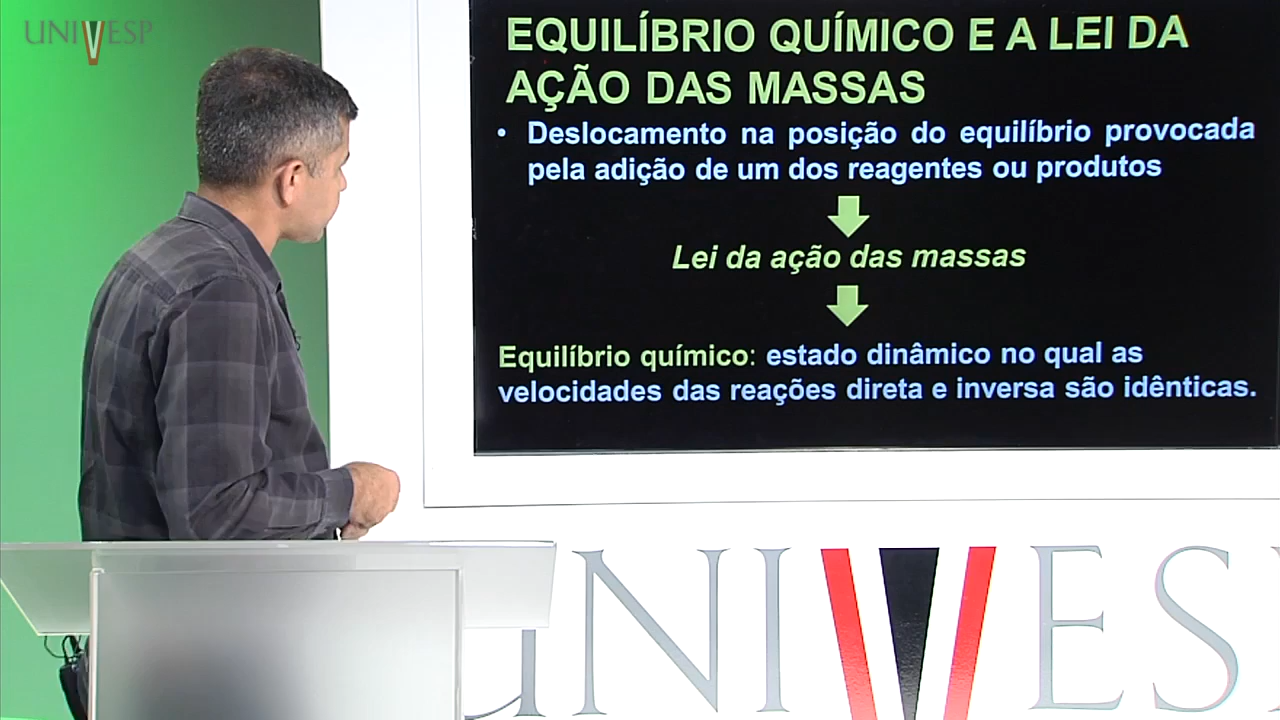 UNIVESP
EQUILÍBRIO QUÍMICO E A LEI DA
AÇÃO DAS MASSAS
• Deslocamento na posição do equilíbrio provocada
pela adição de um dos reagentes ou produtos
Lei da ação das massas
Equilíbrio químico: estado dinâmico no qual as
velocidades das reações direta e inversa são idênticas.
UNIVES